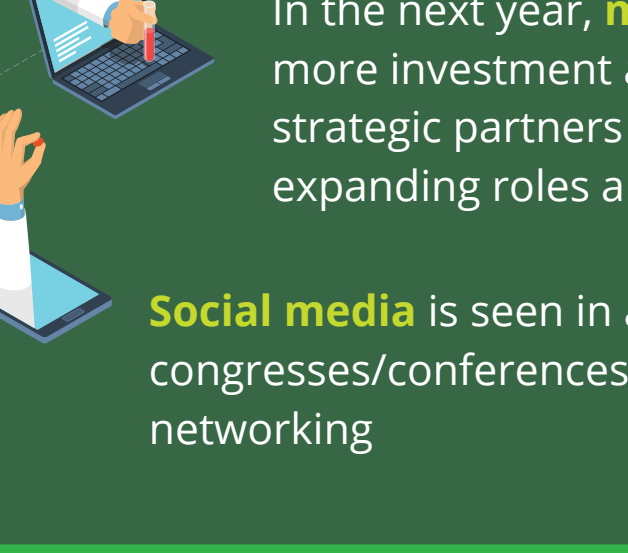 In the next year,
more investment
strategic partners
expanding roles
Social media is seen in
congresses/conferences
networking